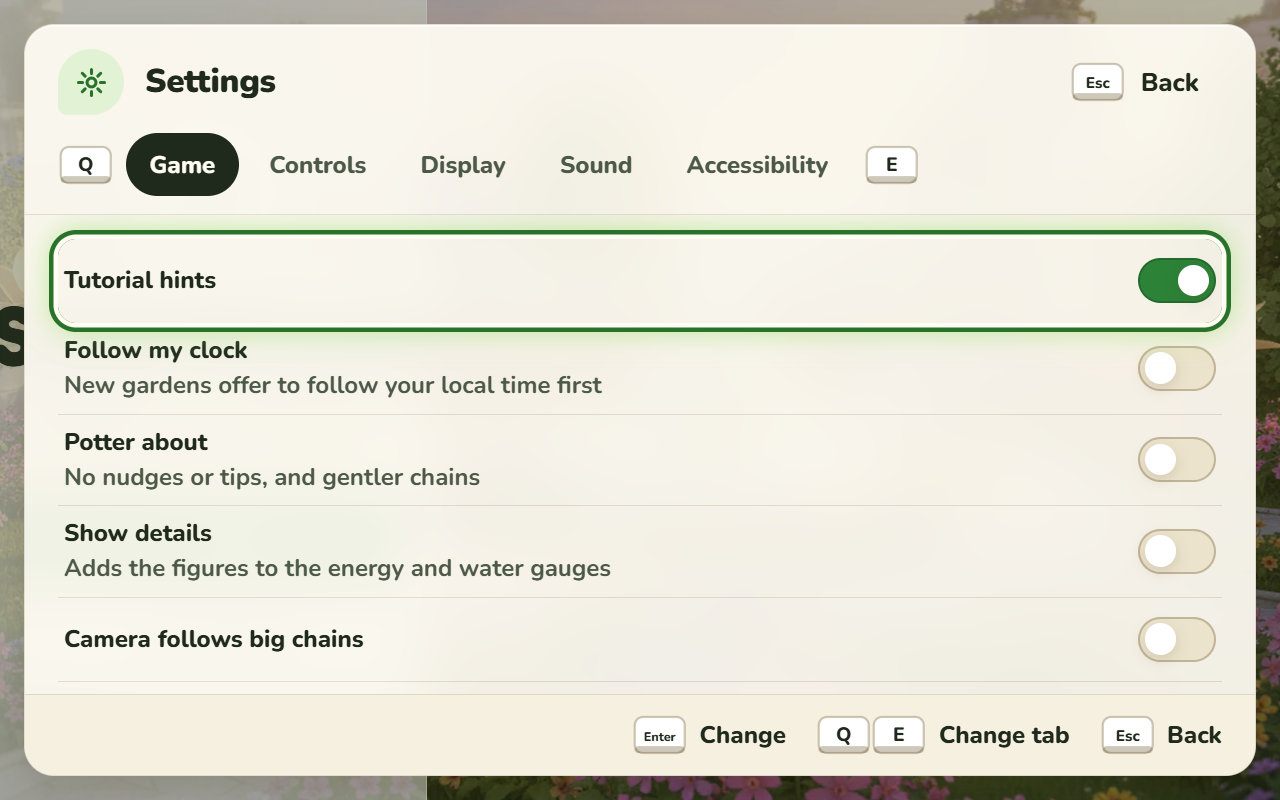 Settings
Esc Back
Q Game Controls Display Sound Accessibility E
Tutorial hints
Follow my clock
New gardens offer to follow your local time first
Potter about
No nudges or tips, and gentler chains
Show details
Adds the figures to the energy and water gauges
Camera follows big chains
Enter Change Q E Change tab Esc Back